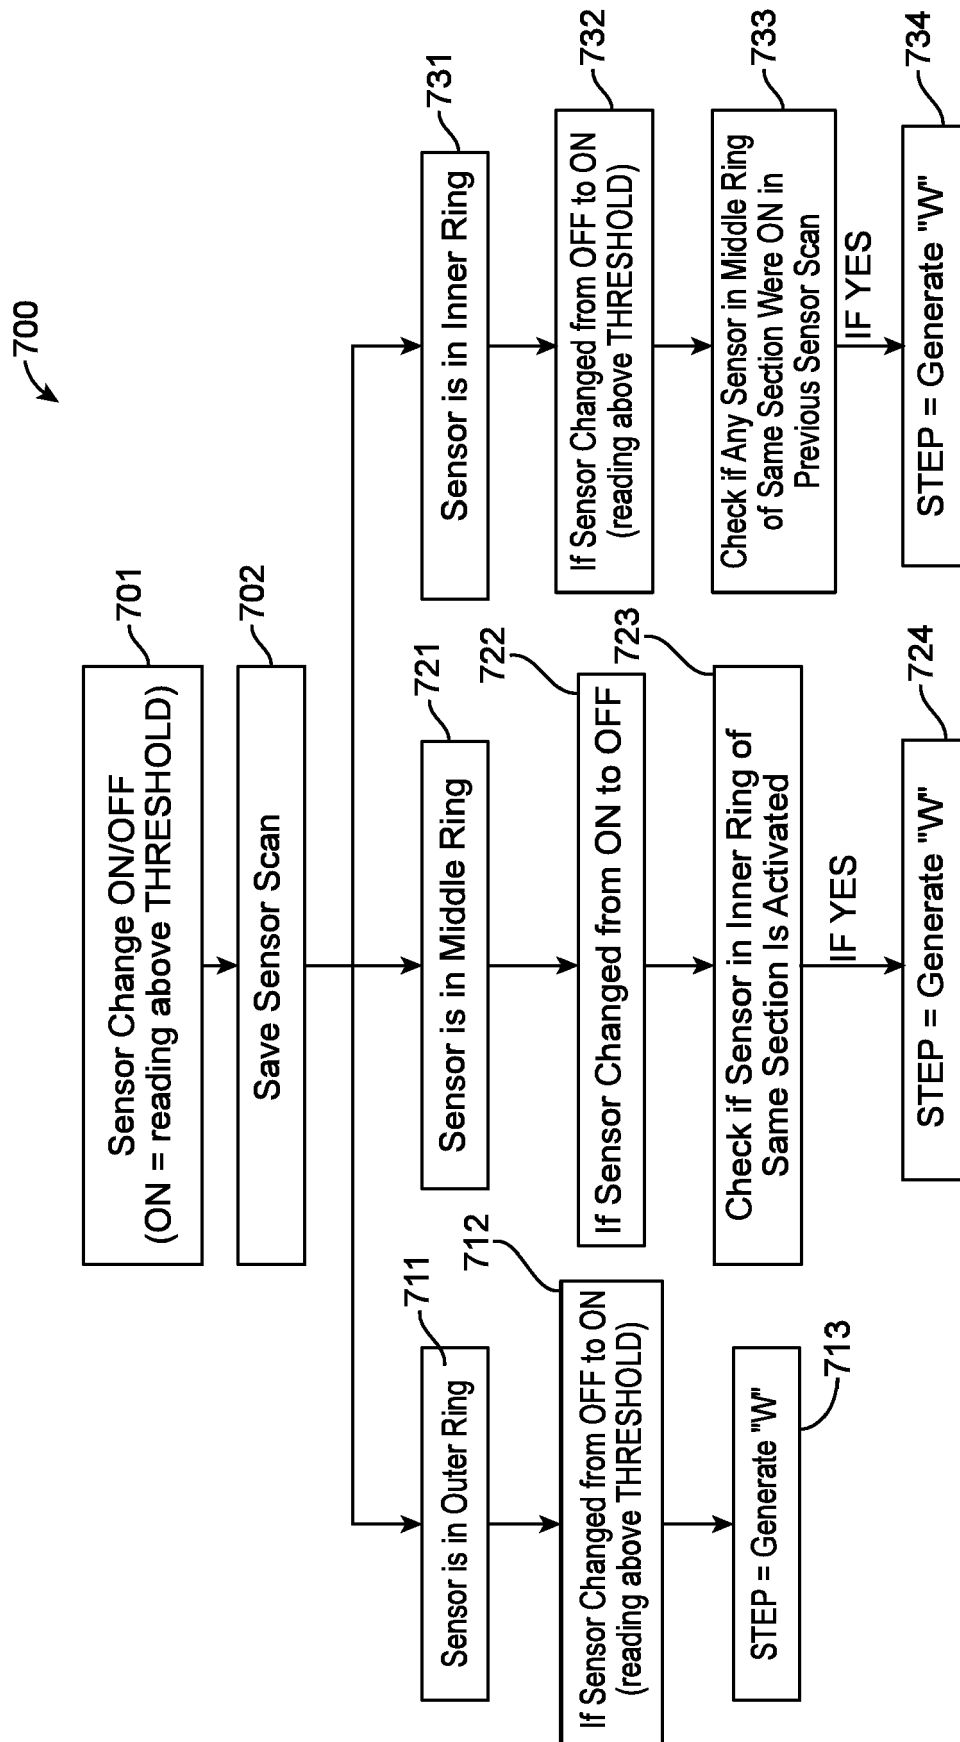 700
Sensor Change ON/OFF
(ON = reading above THRESHOLD)
701
Save Sensor Scan
702
Sensor is in Outer Ring
711
If Sensor Changed from OFF to ON
(reading above THRESHOLD)
712
STEP = Generate "W"
713
Sensor is in Middle Ring
721
If Sensor Changed from ON to OFF
722
Check if Sensor in Inner Ring of
Same Section Is Activated
723
IF YES
STEP = Generate "W"
724
Sensor is in Inner Ring
731
If Sensor Changed from OFF to ON
(reading above THRESHOLD)
732
Check if Any Sensor in Middle Ring
of Same Section Were ON in
Previous Sensor Scan
733
IF YES
STEP = Generate "W"
734